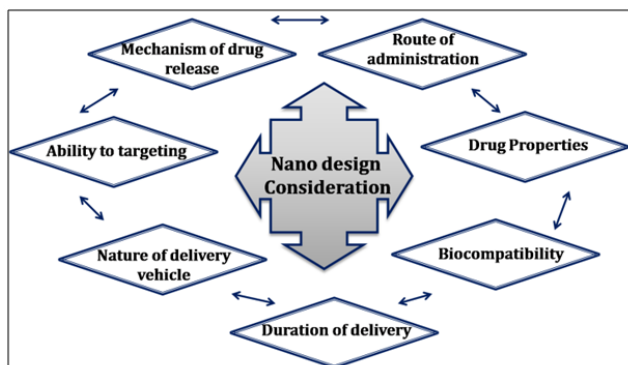 Mechanism of drug
release
Route of
administration
Ability to targeting
Nano design
Consideration
Drug Properties
Nature of delivery
vehicle
Biocompatibility
Duration of delivery